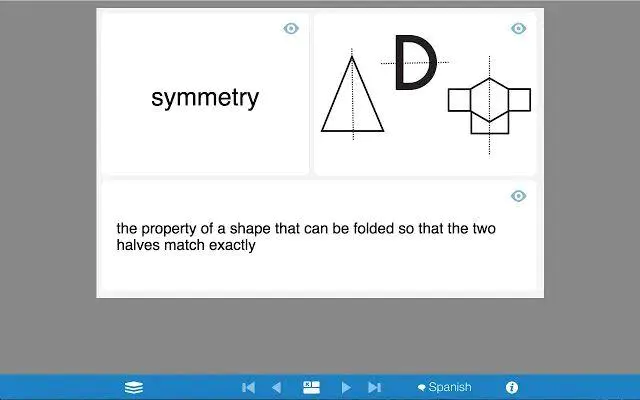 symmetry
D
the property of a shape that can be folded so that the two
halves match exactly
Spanish